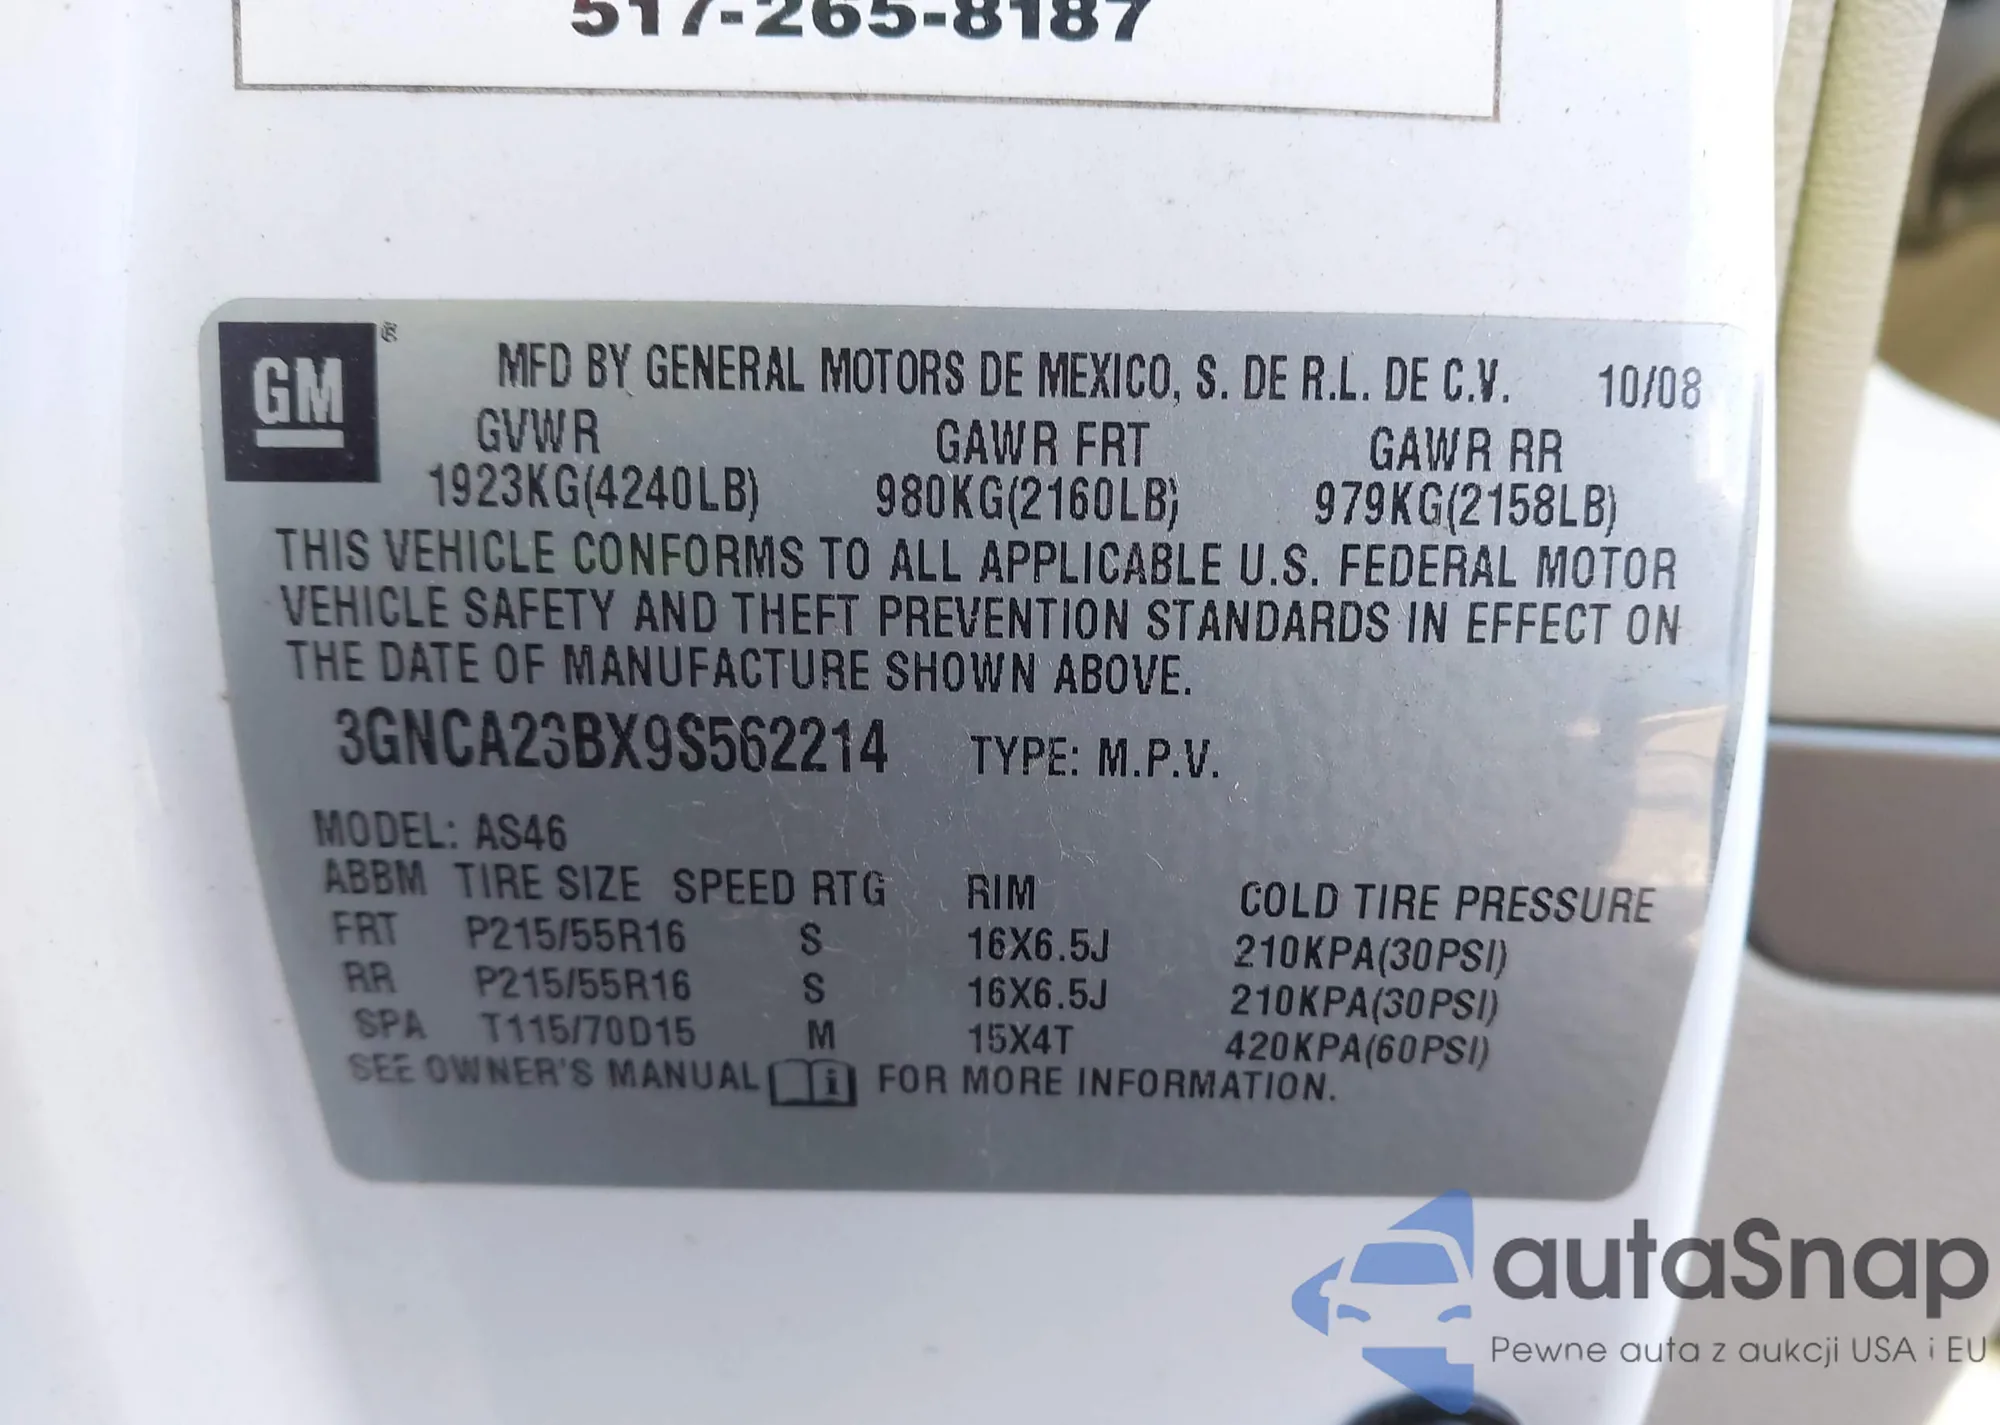 517-265-8187
GM ®
MFD BY GENERAL MOTORS DE MEXICO, S. DE R.L. DE C.V. 10/08
GVWR GAWR FRT GAWR RR
1923KG(4240LB) 980KG(2160LB) 979KG(2158LB)
THIS VEHICLE CONFORMS TO ALL APPLICABLE U.S. FEDERAL MOTOR
VEHICLE SAFETY AND THEFT PREVENTION STANDARDS IN EFFECT ON
THE DATE OF MANUFACTURE SHOWN ABOVE.
3GNCA23BX9S562214 TYPE: M.P.V.
MODEL: AS46
ABBM TIRE SIZE SPEED RTG RIM COLD TIRE PRESSURE
FRT P215/55R16 S 16X6.5J 210KPA(30PSI)
RR P215/55R16 S 16X6.5J 210KPA(30PSI)
SPA T115/70D15 M 15X4T 420KPA(60PSI)
SEE OWNER'S MANUAL i FOR MORE INFORMATION.
autaSnap
Pewne auta z aukcji USA i EU